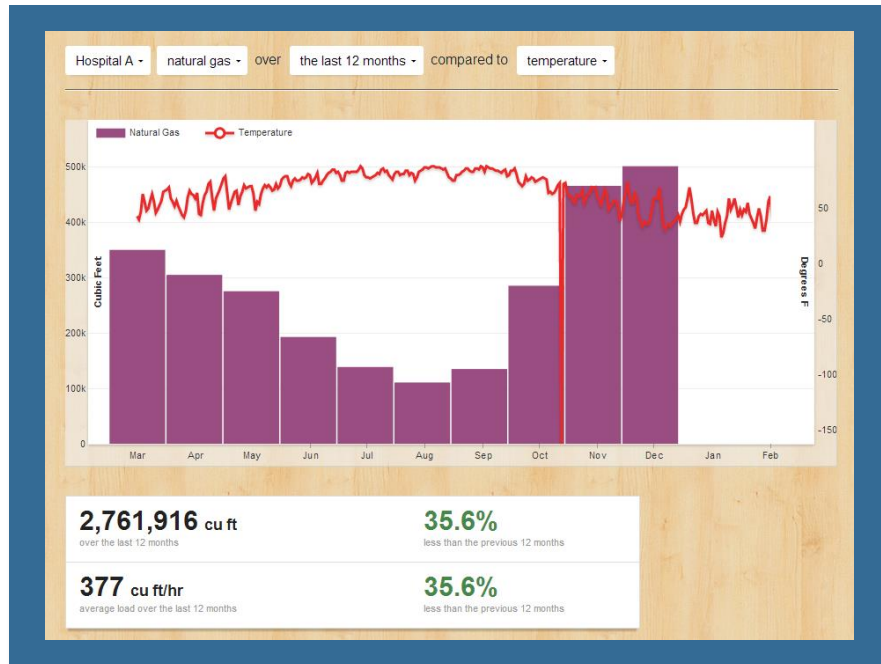 Hospital A natural gas over the last 12 months compared to temperature
Natural Gas Temperature
500k
400k
300k
200k
100k
0
Cubic Feet
50
0
-50
-100
-150
Degrees F
Mar Apr May Jun Jul Aug Sep Oct Nov Dec Jan Feb
2,761,916 cu ft 35.6%
over the last 12 months less than the previous 12 months
377 cu ft/hr 35.6%
average load over the last 12 months less than the previous 12 months